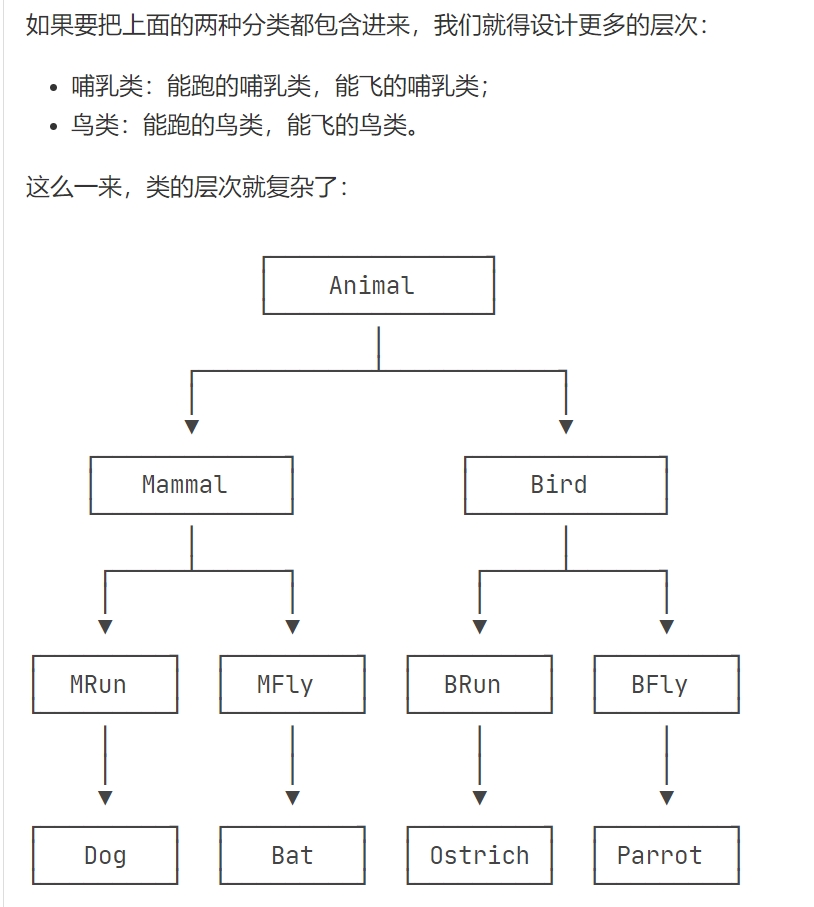 如果要把上面的两种分类都包含进来，我们就得设计更多的层次：
哺乳类：能跑的哺乳类，能飞的哺乳类；
鸟类：能跑的鸟类，能飞的鸟类。
这么一来，类的层次就复杂了：
Animal
Mammal Bird
MRun MFly BRun BFly
Dog Bat Ostrich Parrot